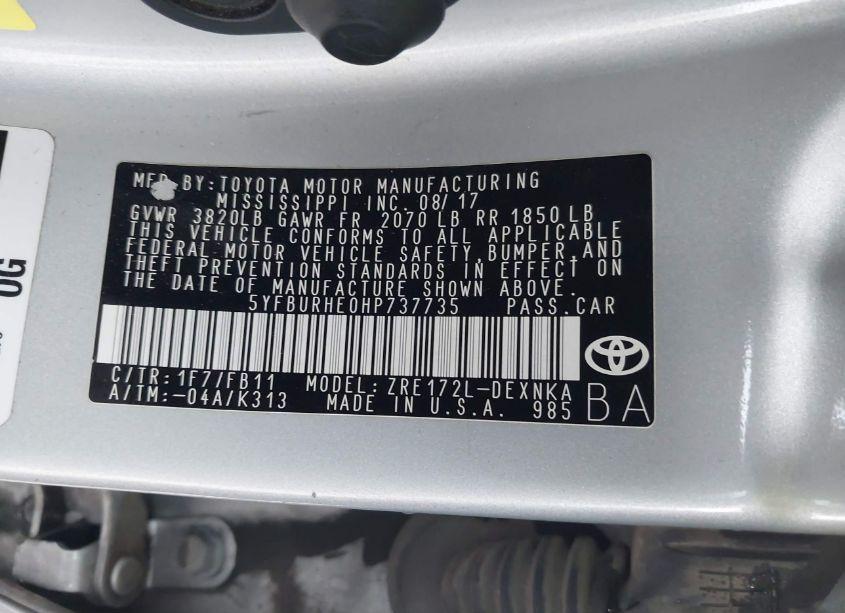 MFD BY: TOYOTA MOTOR MANUFACTURING
MISSISSIPPI INC. 08/17
GVWR 3820LB GAWR FR 2070 LB RR 1850 LB
THIS VEHICLE CONFORMS TO ALL APPLICABLE
FEDERAL MOTOR VEHICLE SAFETY, BUMPER, AND
THEFT PREVENTION STANDARDS IN EFFECT ON
THE DATE OF MANUFACTURE SHOWN ABOVE.
5YFBURHE0HP737735 PASS.CAR
C/TR: 1F7/FB11 MODEL: ZRE172L-DEXNKA
A/TM:-04A/K313 MADE IN U.S.A. 985
BA
OG